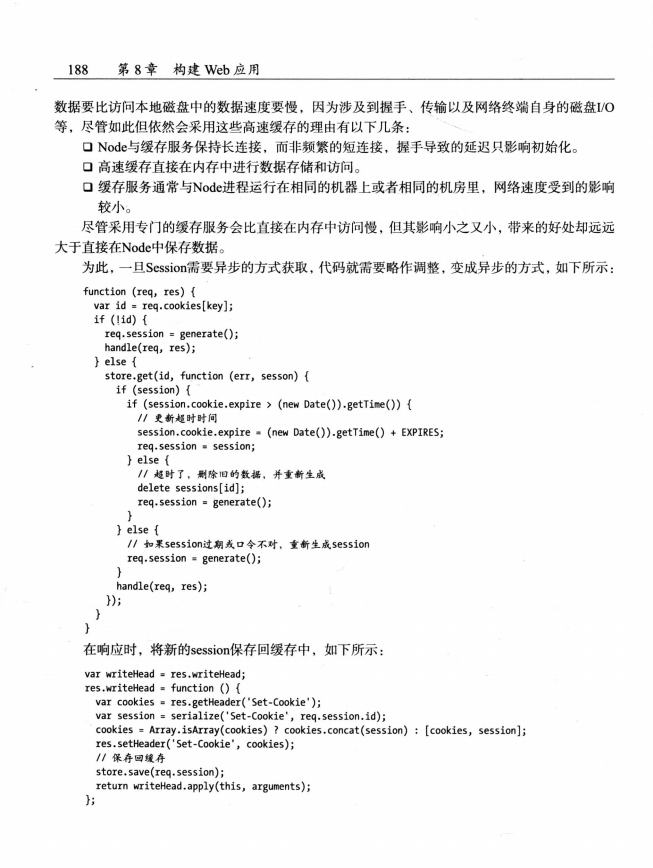 188 第8章 构建 Web 应用
数据要比访问本地磁盘中的数据速度要慢，因为涉及到握手、传输以及网络终端自身的磁盘I/O
等，尽管如此但依然会采用这些高速缓存的理由有以下几条：
❑ Node与缓存服务保持长连接，而非频繁的短连接，握手导致的延迟只影响初始化。
❑ 高速缓存直接在内存中进行数据存储和访问。
❑ 缓存服务通常与Node进程运行在相同的机器上或者相同的机房里，网络速度受到的影响
较小。
尽管采用专门的缓存服务会比直接在内存中访问慢，但其影响小之又小，带来的好处却远远
大于直接在Node中保存数据。
为此，一旦Session需要异步的方式获取，代码就需要略作调整，变成异步的方式，如下所示：
function (req, res) {
var id = req.cookies[key];
if (!id) {
req.session = generate();
handle(req, res);
} else {
store.get(id, function (err, sesson) {
if (session) {
if (session.cookie.expire > (new Date()).getTime()) {
// 更新超时时间
session.cookie.expire = (new Date()).getTime() + EXPIRES;
req.session = session;
} else {
// 超时了，删除旧的数据，并重新生成
delete sessions[id];
req.session = generate();
}
} else {
// 如果session过期或口令不对，重新生成session
req.session = generate();
}
handle(req, res);
});
}
}
在响应时，将新的session保存回缓存中，如下所示：
var writeHead = res.writeHead;
res.writeHead = function () {
var cookies = res.getHeader('Set-Cookie');
var session = serialize('Set-Cookie', req.session.id);
cookies = Array.isArray(cookies) ? cookies.concat(session) : [cookies, session];
res.setHeader('Set-Cookie', cookies);
// 保存回缓存
store.save(req.session);
return writeHead.apply(this, arguments);
};